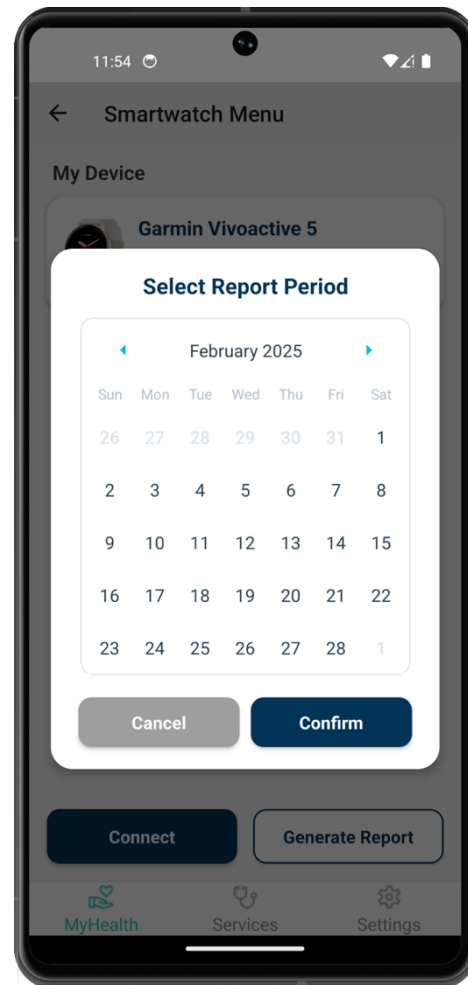 11:54
Smartwatch Menu
My Device
Garmin Vivoactive 5
Select Report Period
February 2025
Sun Mon Tue Wed Thu Fri Sat
26 27 28 29 30 31 1
2 3 4 5 6 7 8
9 10 11 12 13 14 15
16 17 18 19 20 21 22
23 24 25 26 27 28 1
Cancel Confirm
Connect Generate Report
MyHealth Services Settings